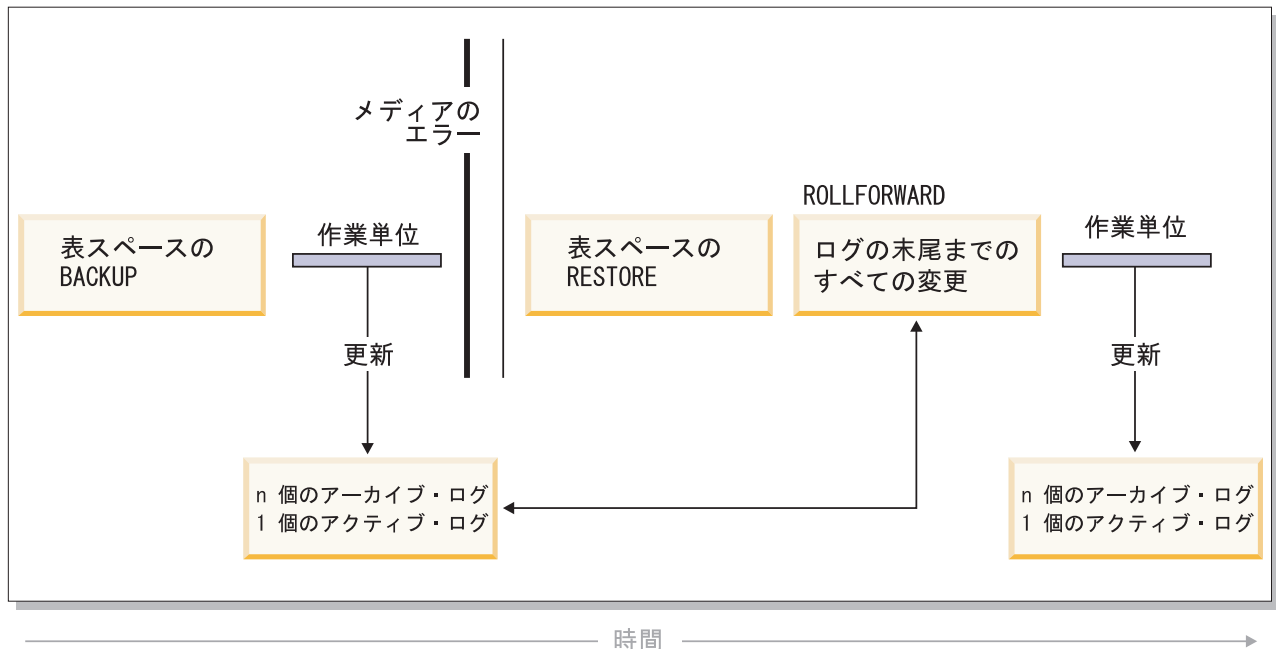 メディアの
エラー
表スペースの
BACKUP
作業単位
更新
n 個のアーカイブ・ログ
1 個のアクティブ・ログ
表スペースの
RESTORE
ROLLFORWARD
ログの末尾までの
すべての変更
作業単位
更新
n 個のアーカイブ・ログ
1 個のアクティブ・ログ
時間